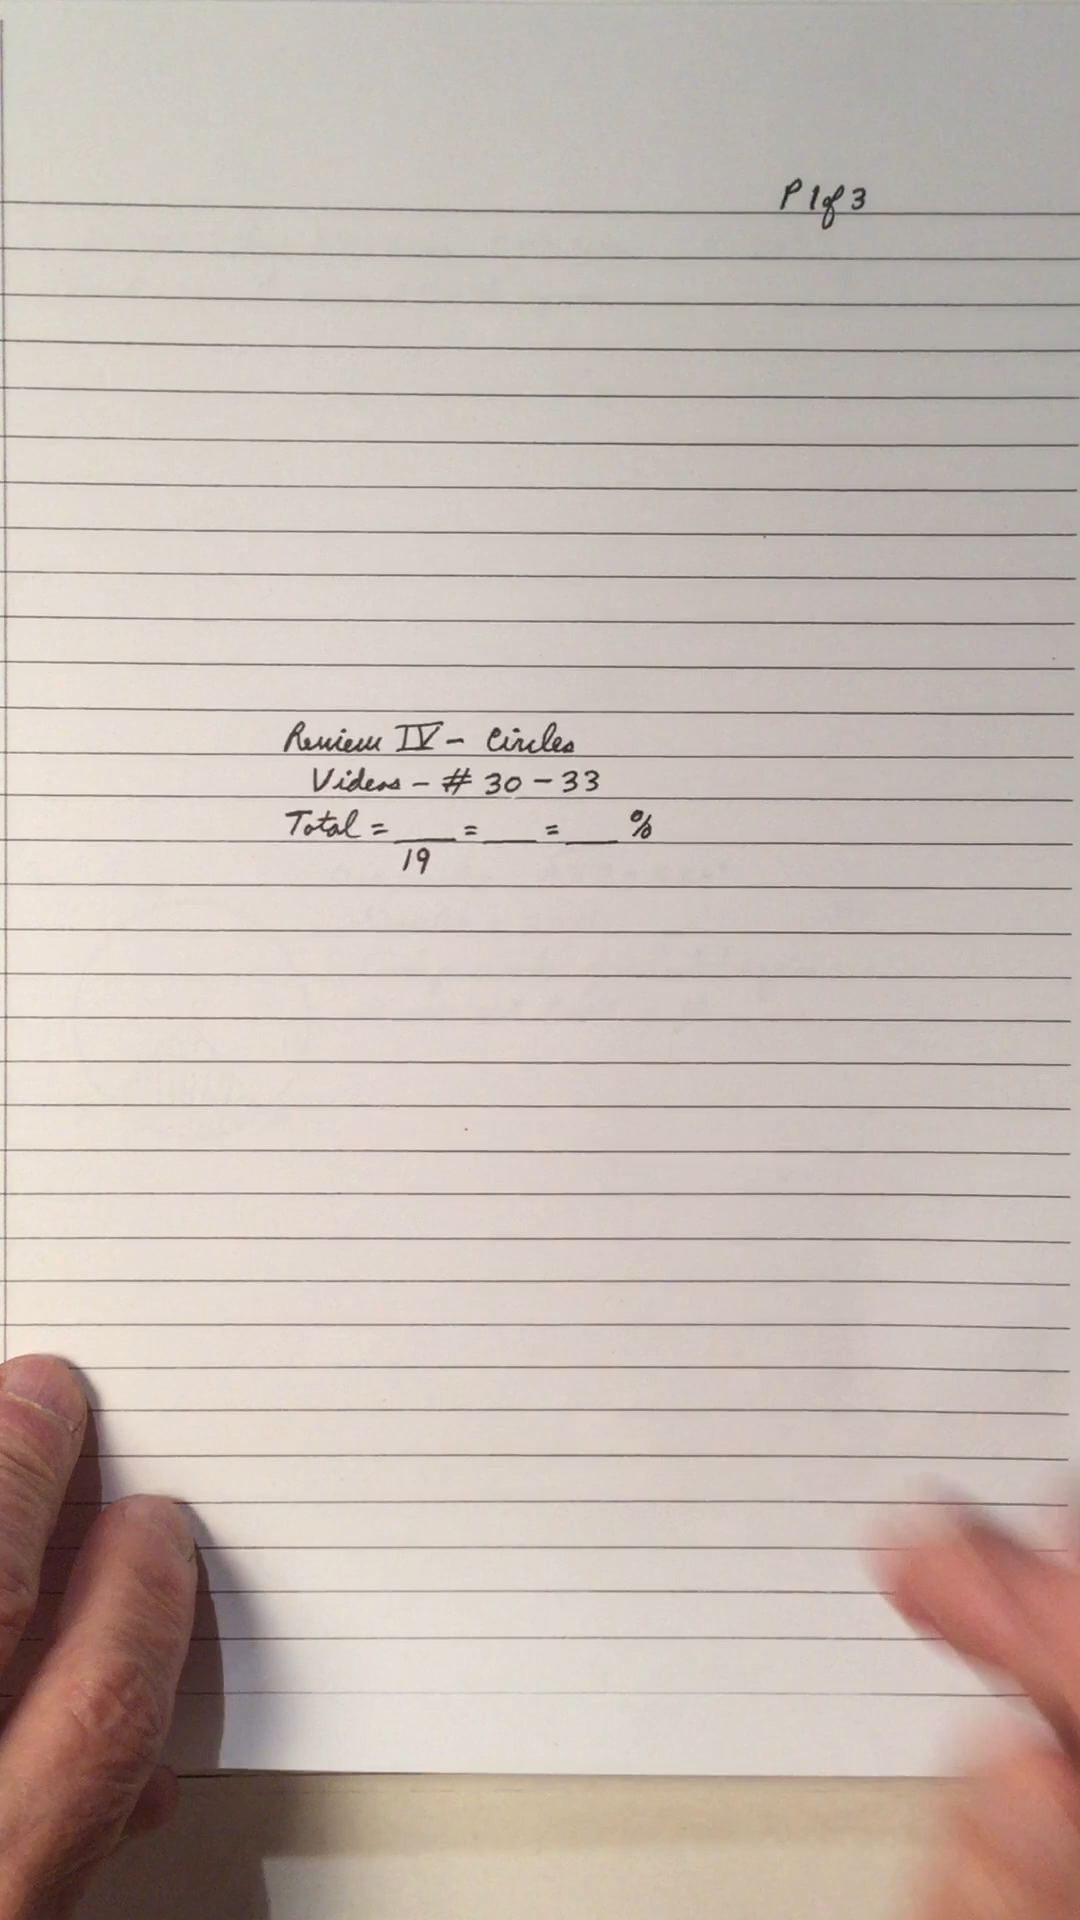 P 1 of 3
Review IV - Circles
Videos - # 30 - 33
Total = ___ = ___ = ___ %
19